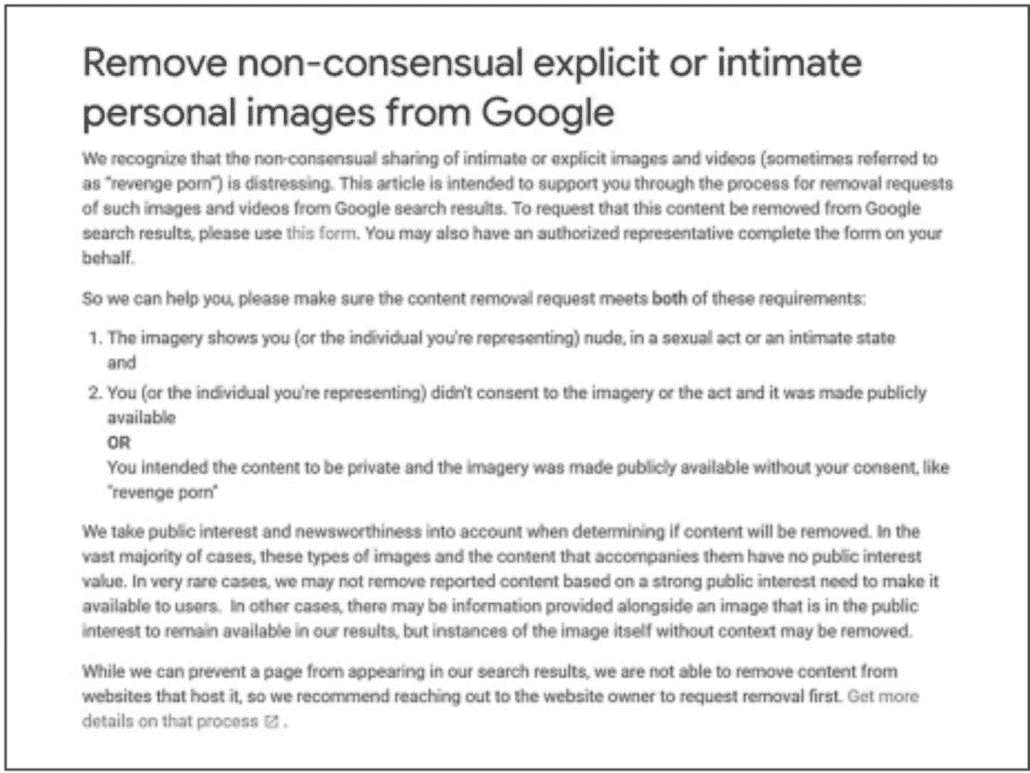 Remove non-consensual explicit or intimate
personal images from Google
We recognize that the non-consensual sharing of intimate or explicit images and videos (sometimes referred to
as "revenge porn") is distressing. This article is intended to support you through the process for removal requests
of such images and videos from Google search results. To request that this content be removed from Google
search results, please use this form. You may also have an authorized representative complete the form on your
behalf.
So we can help you, please make sure the content removal request meets both of these requirements:
1. The imagery shows you (or the individual you're representing) nude, in a sexual act or an intimate state
and
2. You (or the individual you're representing) didn't consent to the imagery or the act and it was made publicly
available
OR
You intended the content to be private and the imagery was made publicly available without your consent, like
"revenge porn"
We take public interest and newsworthiness into account when determining if content will be removed. In the
vast majority of cases, these types of images and the content that accompanies them have no public interest
value. In very rare cases, we may not remove reported content based on a strong public interest need to make it
available to users.  In other cases, there may be information provided alongside an image that is in the public
interest to remain available in our results, but instances of the image itself without context may be removed.
While we can prevent a page from appearing in our search results, we are not able to remove content from
websites that host it, so we recommend reaching out to the website owner to request removal first. Get more
details on that process .